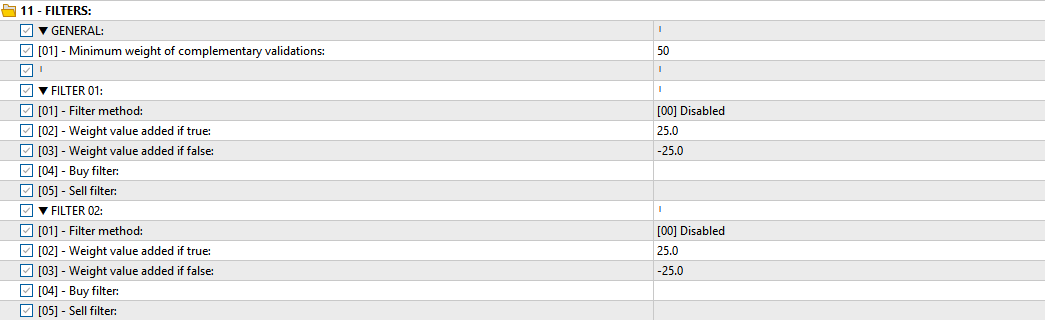 11 - FILTERS:
▼ GENERAL:
[01] - Minimum weight of complementary validations: 50
▼ FILTER 01:
[01] - Filter method: [00] Disabled
[02] - Weight value added if true: 25.0
[03] - Weight value added if false: -25.0
[04] - Buy filter:
[05] - Sell filter:
▼ FILTER 02:
[01] - Filter method: [00] Disabled
[02] - Weight value added if true: 25.0
[03] - Weight value added if false: -25.0
[04] - Buy filter:
[05] - Sell filter: